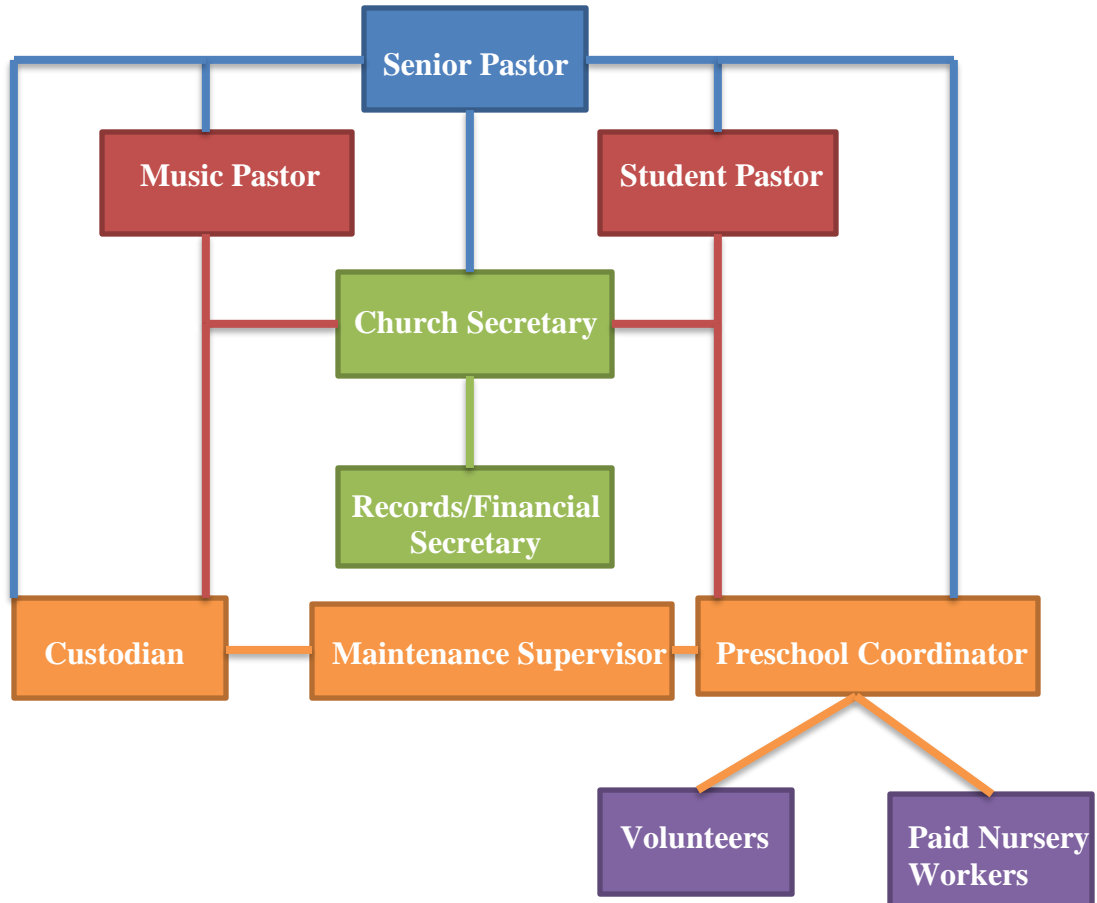 Senior Pastor
Music Pastor
Student Pastor
Church Secretary
Records/Financial
Secretary
Custodian
Maintenance Supervisor
Preschool Coordinator
Volunteers
Paid Nursery
Workers